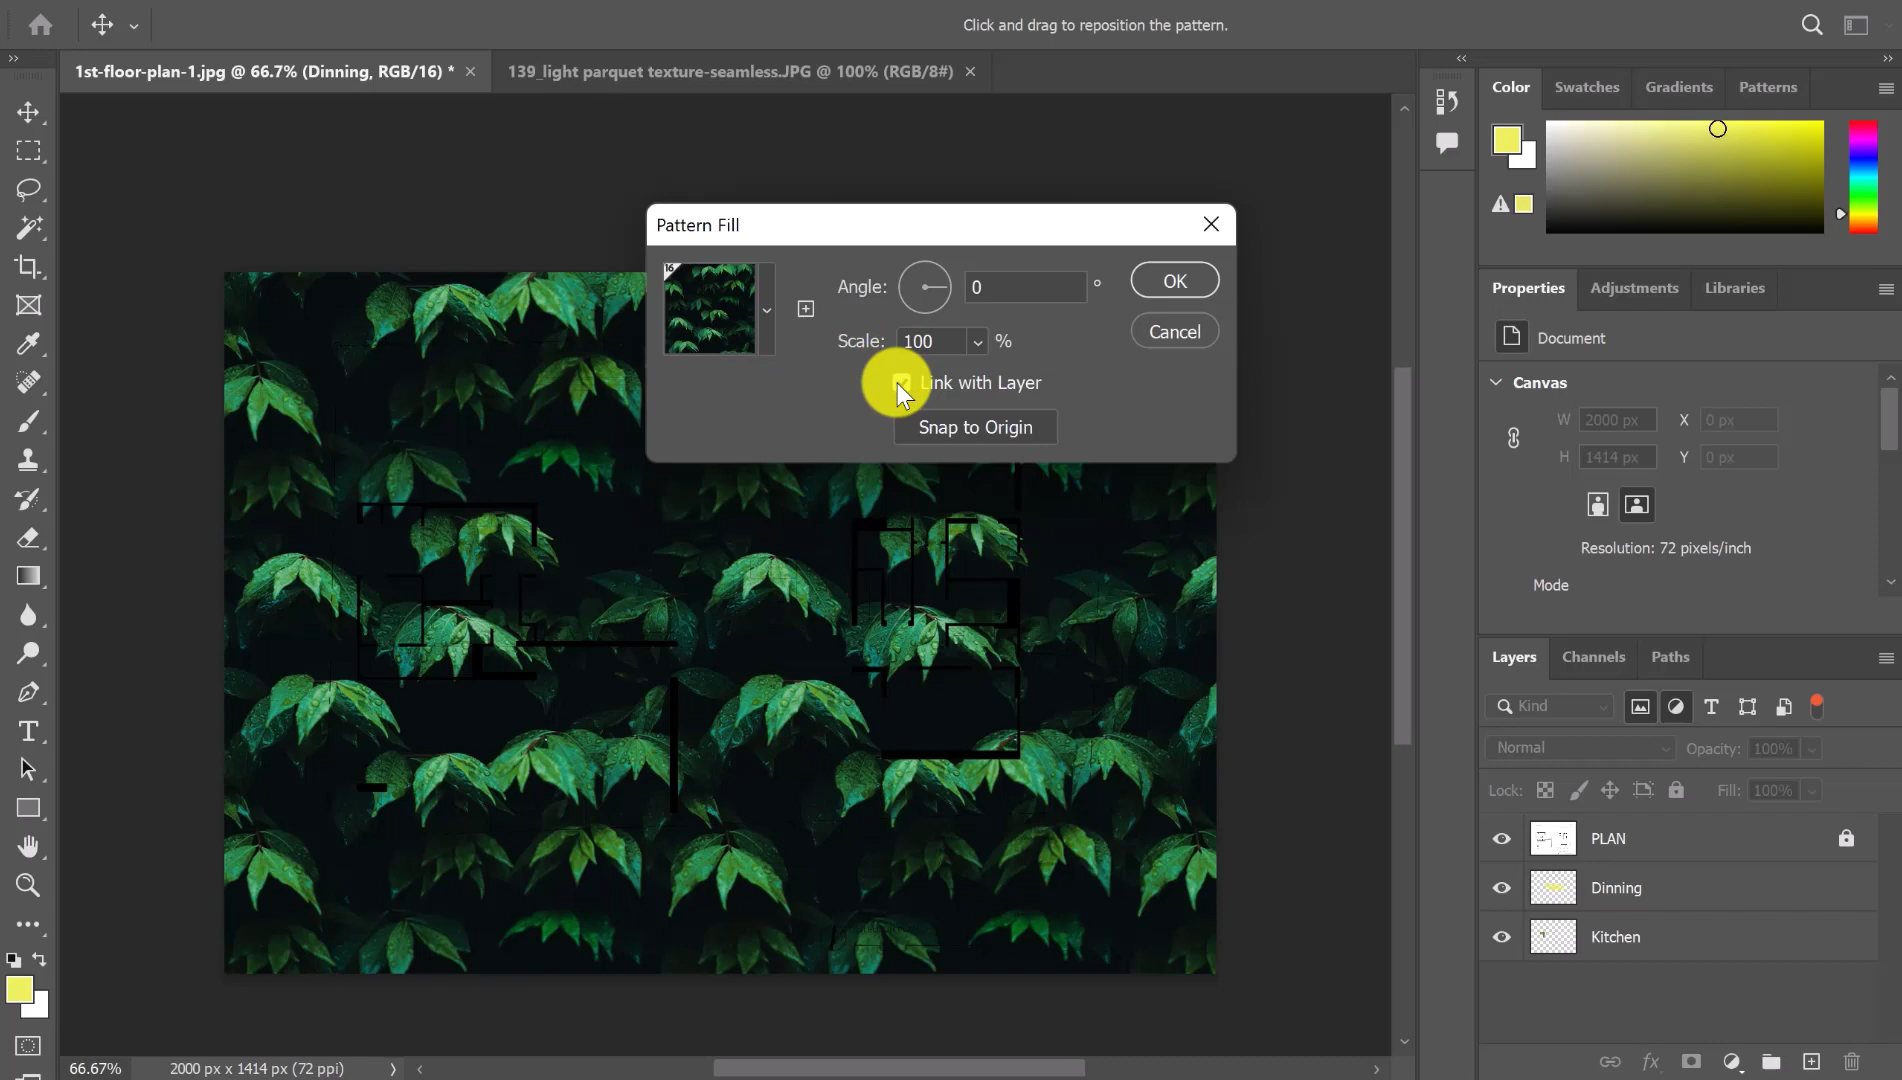 Click and drag to reposition the pattern.
1st-floor-plan-1.jpg @ 66.7% (Dinning, RGB/16) *
139_light parquet texture-seamless.JPG @ 100% (RGB/8#)
Color
Swatches
Gradients
Patterns
Pattern Fill
16
Angle:
0
°
OK
Scale:
100
%
Cancel
Link with Layer
Snap to Origin
Properties
Adjustments
Libraries
Document
Canvas
W 2000 px X 0 px
H 1414 px Y 0 px
Resolution: 72 pixels/inch
Mode
Layers
Channels
Paths
Kind
Normal
Opacity: 100%
Lock:
Fill: 100%
PLAN
Dinning
Kitchen
66.67%
2000 px x 1414 px (72 ppi)